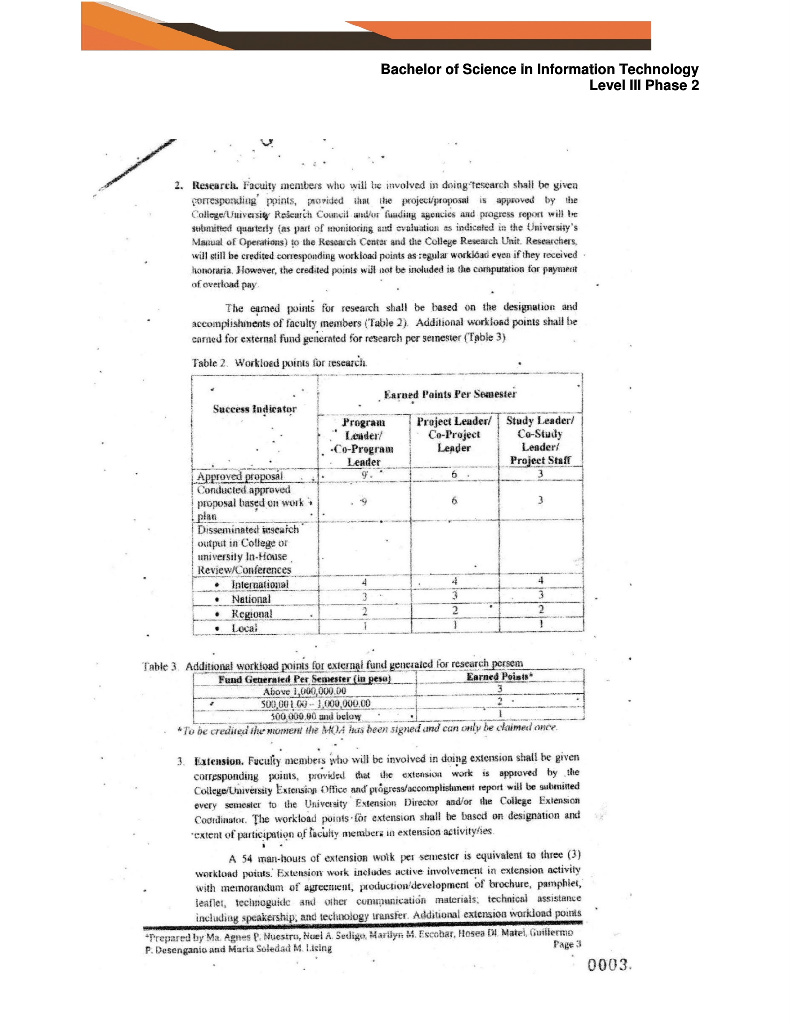 Bachelor of Science in Information Technology
Level III Phase 2
2. Research. Faculty members who will be involved in doing research shall be given
corresponding points, provided that the project/proposal is approved by the
College/University Research Council and/or funding agencies and progress report will be
submitted quarterly (as part of monitoring and evaluation as indicated in the University's
Manual of Operations) to the Research Center and the College Research Unit. Researchers,
will still be credited corresponding workload points as regular workload even if they received
honoraria. However, the credited points will not be included in the computation for payment
of overload pay.
The earned points for research shall be based on the designation and
accomplishments of faculty members (Table 2). Additional workload points shall be
earned for external fund generated for research per semester (Table 3)
Table 2. Workload points for research.
Success Indicator
Earned Points Per Semester
Program Leader/ Co-Program Leader
Project Leader/ Co-Project Leader
Study Leader/ Co-Study Leader/ Project Staff
Approved proposal 9 6 3
Conducted approved
proposal based on work 9 6 3
plan
Disseminated research
output in College or
university In-House
Review/Conferences
• International 4 4 4
• National 3 3 3
• Regional 2 2 2
• Local 1 1 1
Table 3. Additional workload points for external fund generated for research persem
Fund Generated Per Semester (in peso) Earned Points*
Above 1,000,000.00 3
500,001.00 – 1,000,000.00 2
500,000.00 and below 1
*To be credited the moment the MOA has been signed and can only be claimed once.
3. Extension. Faculty members who will be involved in doing extension shall be given
corresponding points, provided that the extension work is approved by the
College/University Extension Office and progress/accomplishment report will be submitted
every semester to the University Extension Director and/or the College Extension
Coordinator. The workload points for extension shall be based on designation and
extent of participation of faculty members in extension activity/ies.
A 54 man-hours of extension work per semester is equivalent to three (3)
workload points. Extension work includes active involvement in extension activity
with memorandum of agreement, production/development of brochure, pamphlet,
leaflet, technoguide and other communication materials; technical assistance
including speakership; and technology transfer. Additional extension workload points
*Prepared by Ma. Agnes P. Nuestro, Noel A. Sedigo, Marilyn M. Escobar, Hosea Dl. Matel, Guillermo
P. Desenganio and Maria Soledad M. Lising
Page 3
0003.